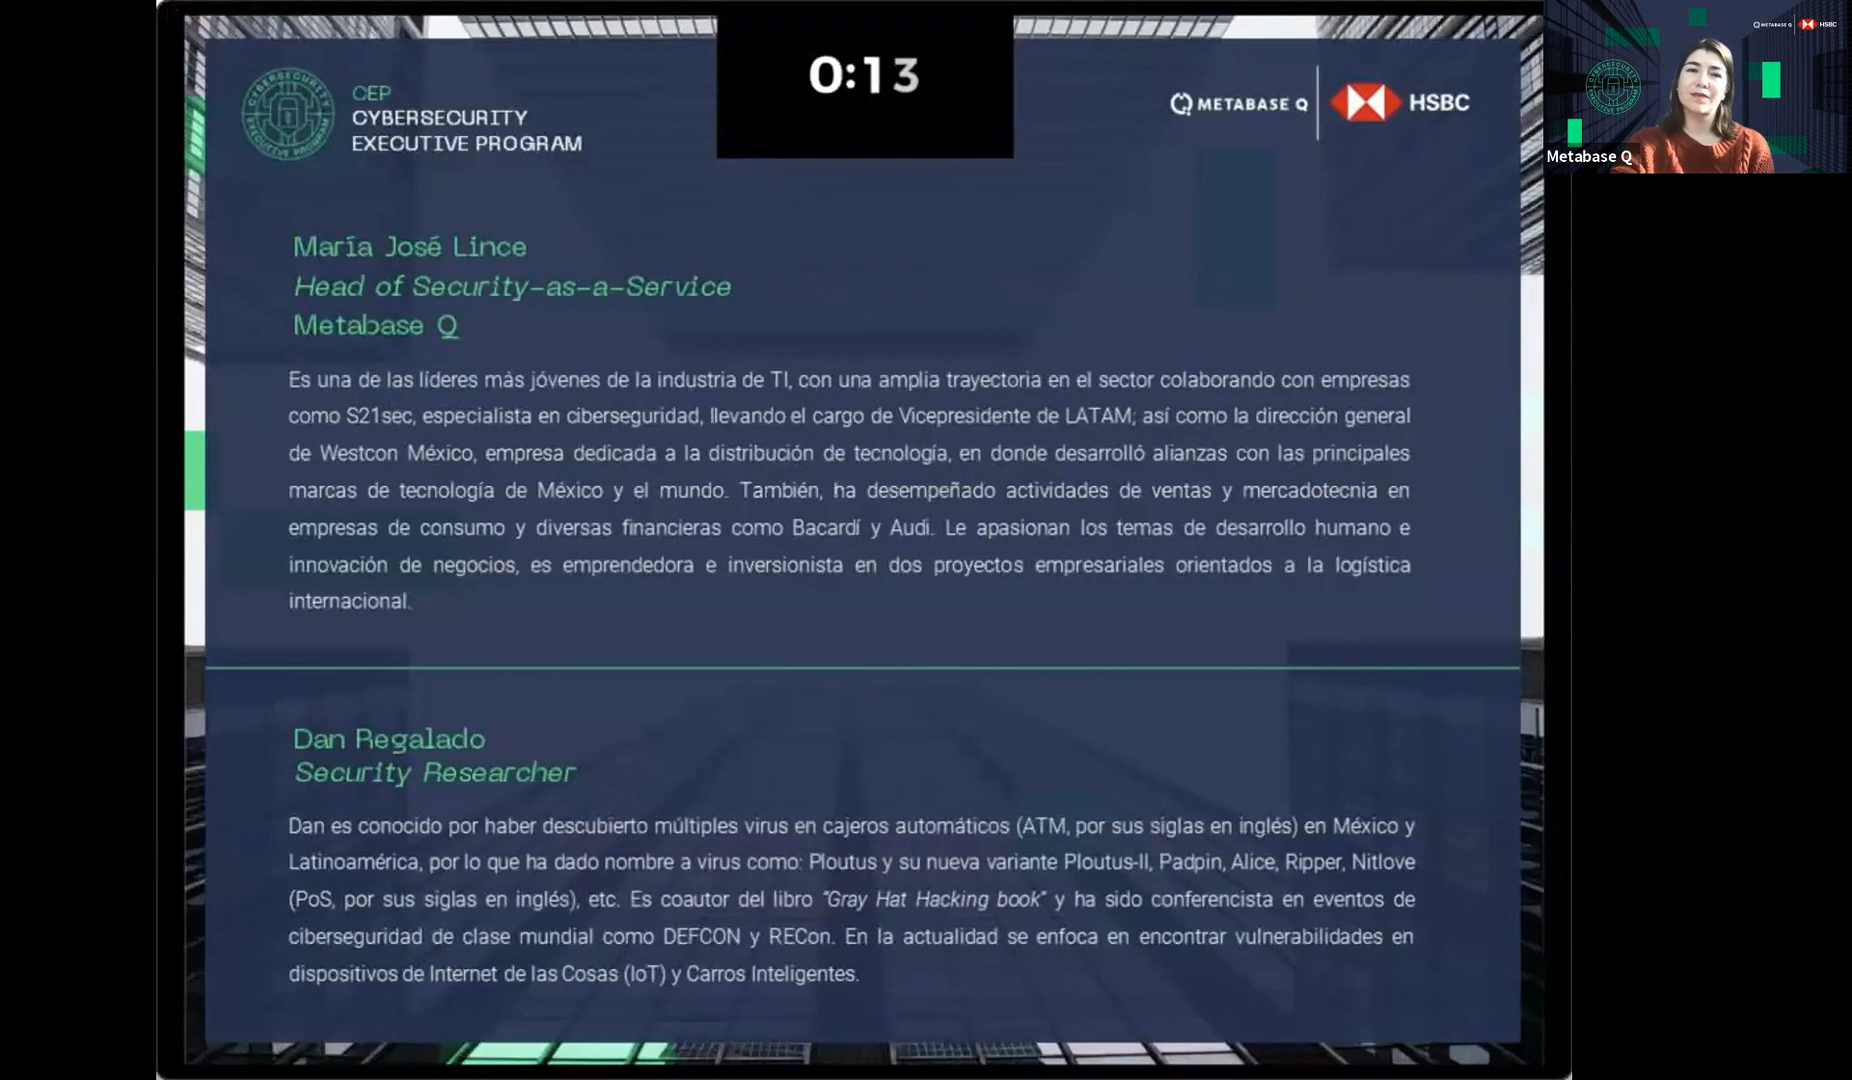 0:13
CEP
CYBERSECURITY
EXECUTIVE PROGRAM
METABASE Q
HSBC
METABASE Q
HSBC
Metabase Q
María José Lince
Head of Security-as-a-Service
Metabase Q
Es una de las líderes más jóvenes de la industria de TI, con una amplia trayectoria en el sector colaborando con empresas
como S21sec, especialista en ciberseguridad, llevando el cargo de Vicepresidente de LATAM; así como la dirección general
de Westcon México, empresa dedicada a la distribución de tecnología, en donde desarrolló alianzas con las principales
marcas de tecnología de México y el mundo. También, ha desempeñado actividades de ventas y mercadotecnia en
empresas de consumo y diversas financieras como Bacardí y Audi. Le apasionan los temas de desarrollo humano e
innovación de negocios, es emprendedora e inversionista en dos proyectos empresariales orientados a la logística
internacional.
Dan Regalado
Security Researcher
Dan es conocido por haber descubierto múltiples virus en cajeros automáticos (ATM, por sus siglas en inglés) en México y
Latinoamérica, por lo que ha dado nombre a virus como: Ploutus y su nueva variante Ploutus-II, Padpin, Alice, Ripper, Nitlove
(PoS, por sus siglas en inglés), etc. Es coautor del libro “Gray Hat Hacking book” y ha sido conferencista en eventos de
ciberseguridad de clase mundial como DEFCON y RECon. En la actualidad se enfoca en encontrar vulnerabilidades en
dispositivos de Internet de las Cosas (IoT) y Carros Inteligentes.